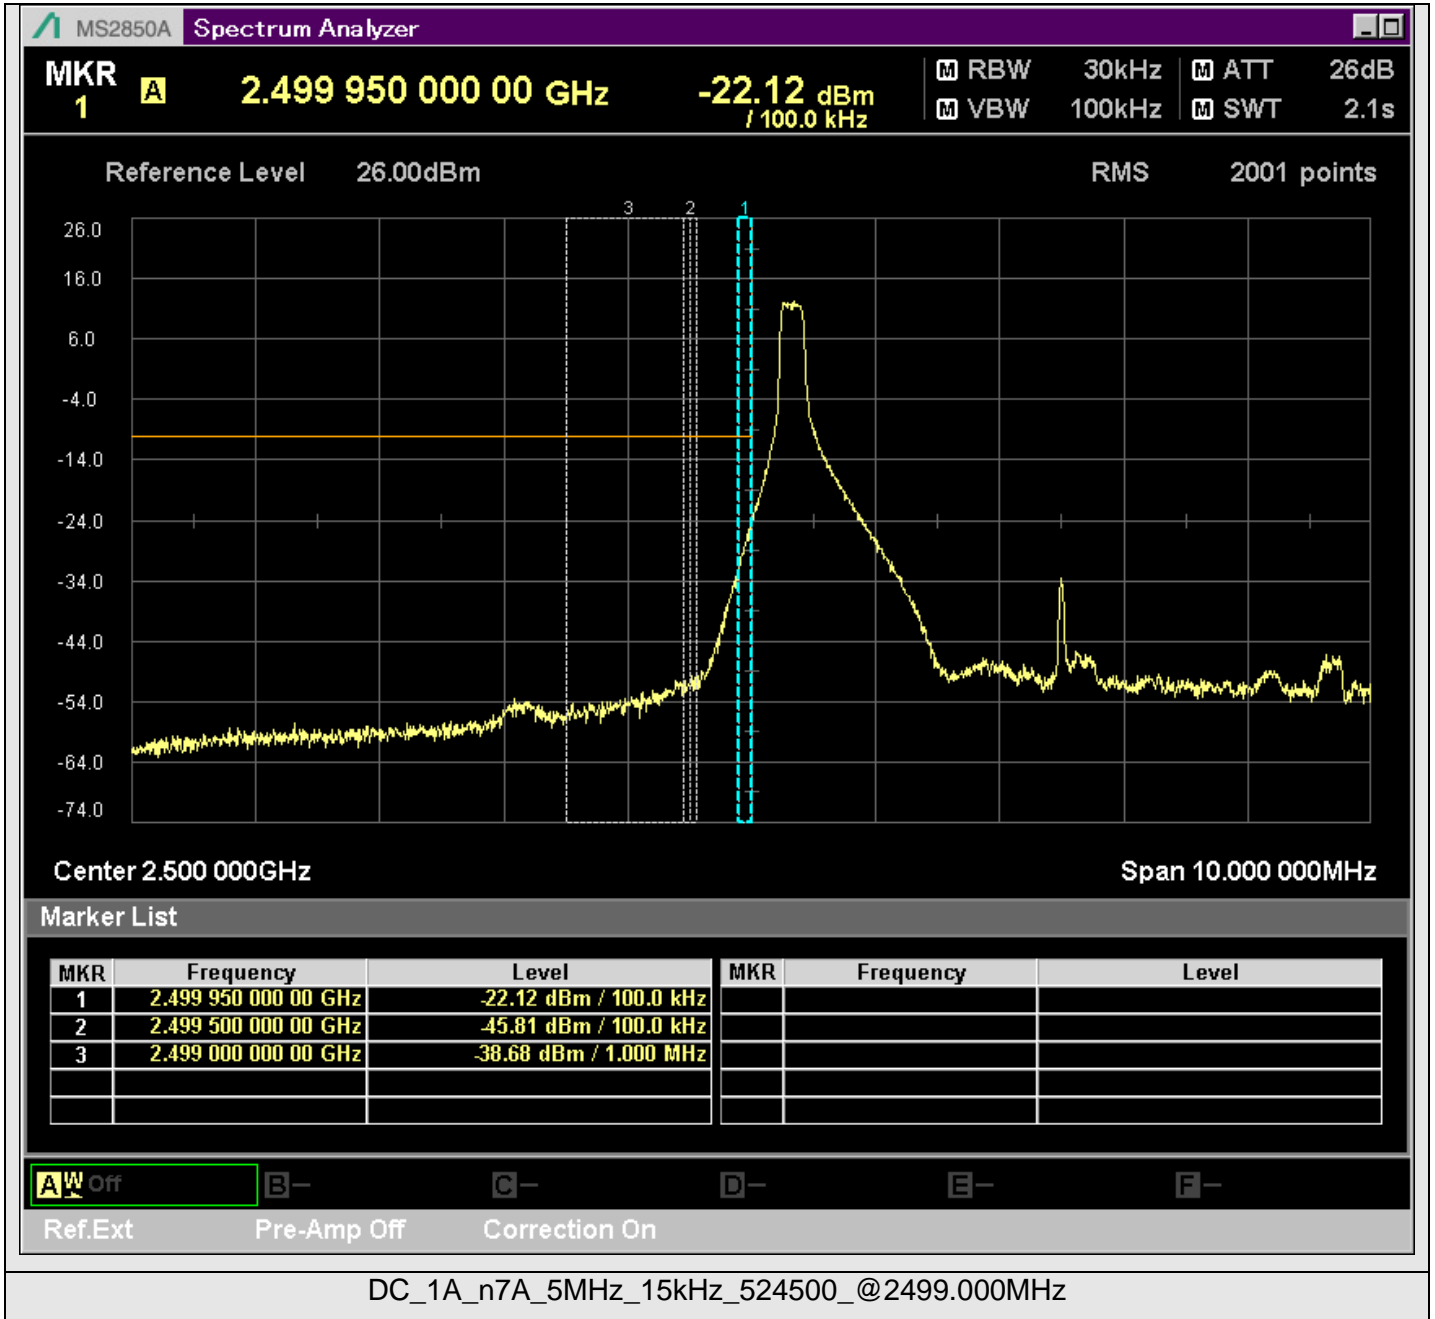 MS2850A Spectrum Analyzer
MKR 1 A 2.499 950 000 00 GHz -22.12 dBm / 100.0 kHz
M RBW 30kHz M ATT 26dB
M VBW 100kHz M SWT 2.1s
Reference Level 26.00dBm RMS 2001 points
3 2 1
26.0
16.0
6.0
-4.0
-14.0
-24.0
-34.0
-44.0
-54.0
-64.0
-74.0
Center 2.500 000GHz Span 10.000 000MHz
Marker List
MKR Frequency Level MKR Frequency Level
1 2.499 950 000 00 GHz -22.12 dBm / 100.0 kHz
2 2.499 500 000 00 GHz -45.81 dBm / 100.0 kHz
3 2.499 000 000 00 GHz -38.68 dBm / 1.000 MHz
A W Off B - C - D - E - F -
Ref.Ext Pre-Amp Off Correction On
DC_1A_n7A_5MHz_15kHz_524500_@2499.000MHz